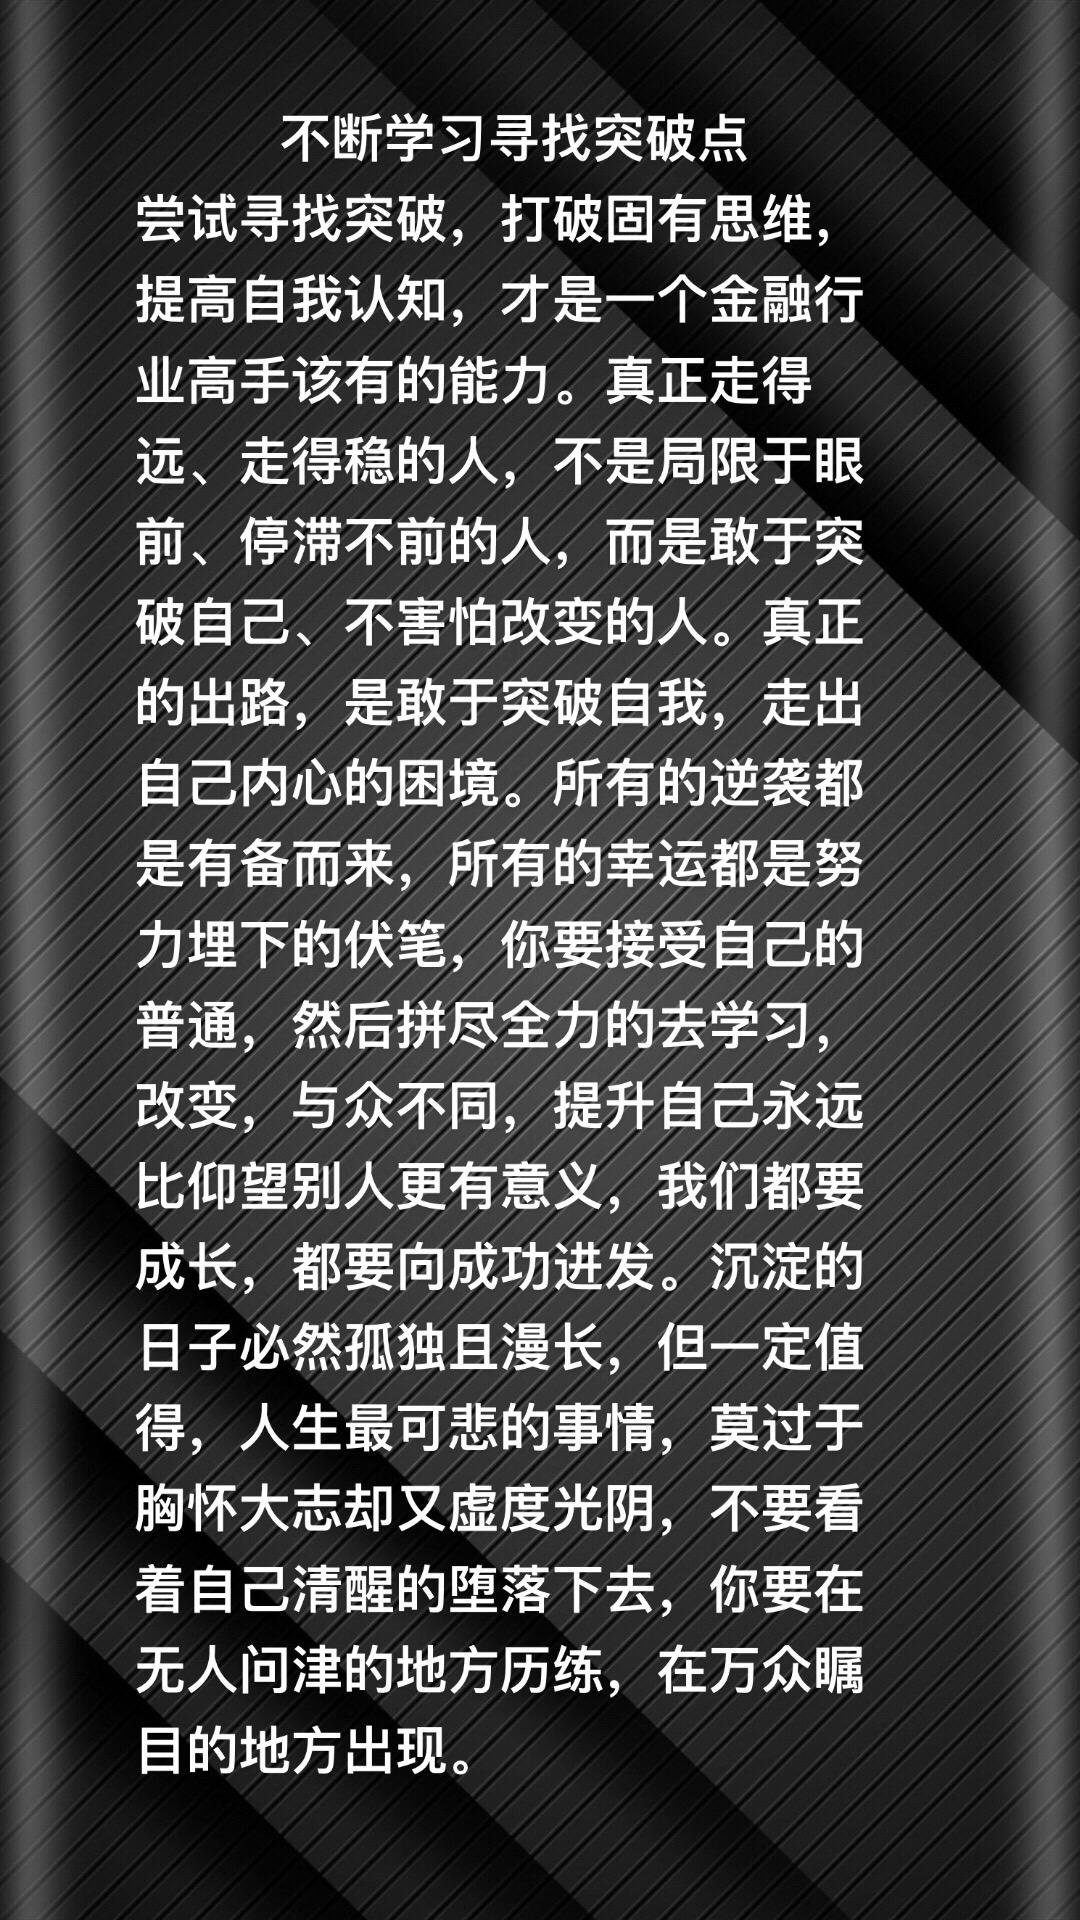 不断学习寻找突破点
尝试寻找突破，打破固有思维，
提高自我认知，才是一个金融行
业高手该有的能力。真正走得
远、走得稳的人，不是局限于眼
前、停滞不前的人，而是敢于突
破自己、不害怕改变的人。真正
的出路，是敢于突破自我，走出
自己内心的困境。所有的逆袭都
是有备而来，所有的幸运都是努
力埋下的伏笔，你要接受自己的
普通，然后拼尽全力的去学习，
改变，与众不同，提升自己永远
比仰望别人更有意义，我们都要
成长，都要向成功进发。沉淀的
日子必然孤独且漫长，但一定值
得，人生最可悲的事情，莫过于
胸怀大志却又虚度光阴，不要看
着自己清醒的堕落下去，你要在
无人问津的地方历练，在万众瞩
目的地方出现。